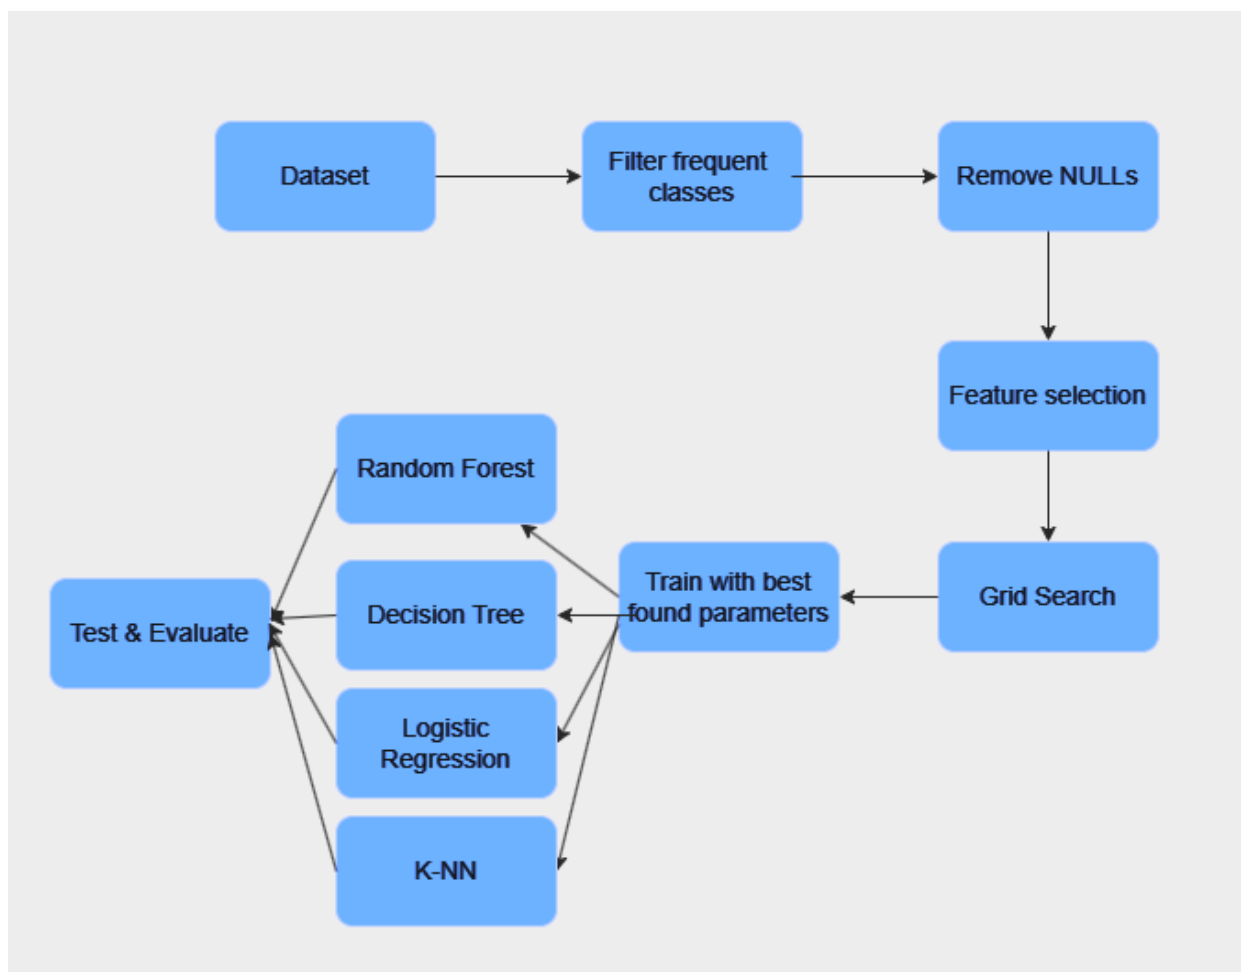 Dataset
Filter frequent
classes
Remove NULLs
Feature selection
Grid Search
Train with best
found parameters
Random Forest
Decision Tree
Logistic
Regression
K-NN
Test & Evaluate